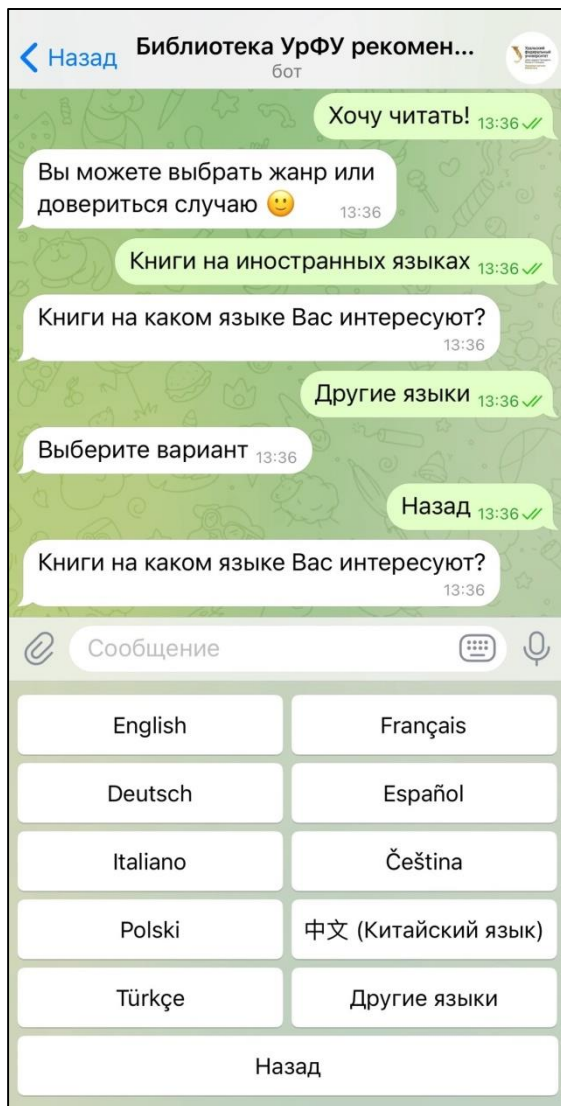 Назад
Библиотека УрФУ рекомен...
бот
Хочу читать! 13:36
Вы можете выбрать жанр или
довериться случаю 🙂 13:36
Книги на иностранных языках 13:36
Книги на каком языке Вас интересуют?
13:36
Другие языки 13:36
Выберите вариант 13:36
Назад 13:36
Книги на каком языке Вас интересуют?
13:36
Сообщение
English
Français
Deutsch
Español
Italiano
Čeština
Polski
中文 (Китайский язык)
Türkçe
Другие языки
Назад